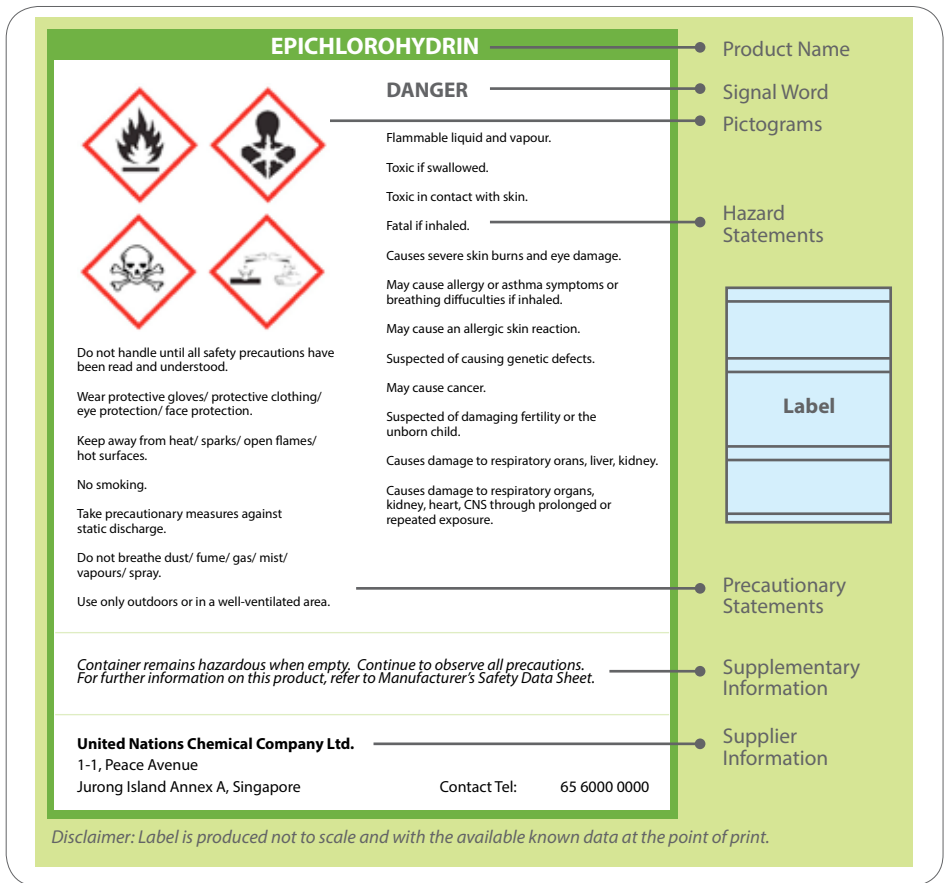 EPICHLOROHYDRIN
Product Name
DANGER
Signal Word
Pictograms
Flammable liquid and vapour.
Toxic if swallowed.
Toxic in contact with skin.
Fatal if inhaled.
Hazard
Statements
Causes severe skin burns and eye damage.
May cause allergy or asthma symptoms or
breathing diffuculties if inhaled.
May cause an allergic skin reaction.
Suspected of causing genetic defects.
May cause cancer.
Suspected of damaging fertility or the
unborn child.
Causes damage to respiratory orans, liver, kidney.
Causes damage to respiratory organs,
kidney, heart, CNS through prolonged or
repeated exposure.
Label
Do not handle until all safety precautions have
been read and understood.
Wear protective gloves/ protective clothing/
eye protection/ face protection.
Keep away from heat/ sparks/ open flames/
hot surfaces.
No smoking.
Take precautionary measures against
static discharge.
Do not breathe dust/ fume/ gas/ mist/
vapours/ spray.
Use only outdoors or in a well-ventilated area.
Precautionary
Statements
Container remains hazardous when empty. Continue to observe all precautions.
For further information on this product, refer to Manufacturer's Safety Data Sheet.
Supplementary
Information
United Nations Chemical Company Ltd.
1-1, Peace Avenue
Jurong Island Annex A, Singapore
Contact Tel: 65 6000 0000
Supplier
Information
Disclaimer: Label is produced not to scale and with the available known data at the point of print.